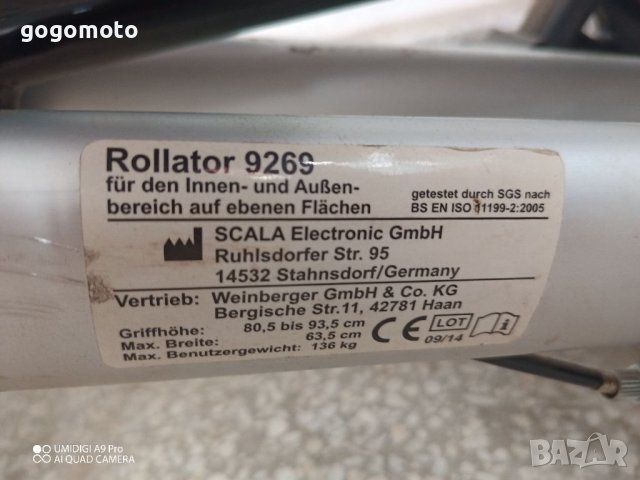 gogomoto
Rollator 9269
für den Innen- und Außen-
bereich auf ebenen Flächen
getestet durch SGS nach
BS EN ISO 11199-2:2005
SCALA Electronic GmbH
Ruhlsdorfer Str. 95
14532 Stahnsdorf/Germany
Vertrieb: Weinberger GmbH & Co. KG
Bergische Str.11, 42781 Haan
Griffhöhe: 80,5 bis 93,5 cm
Max. Breite: 63,5 cm
Max. Benutzergewicht: 136 kg
CE
LOT
09/14
i
UMIDIGI A9 Pro
AI QUAD CAMERA
BAZAR